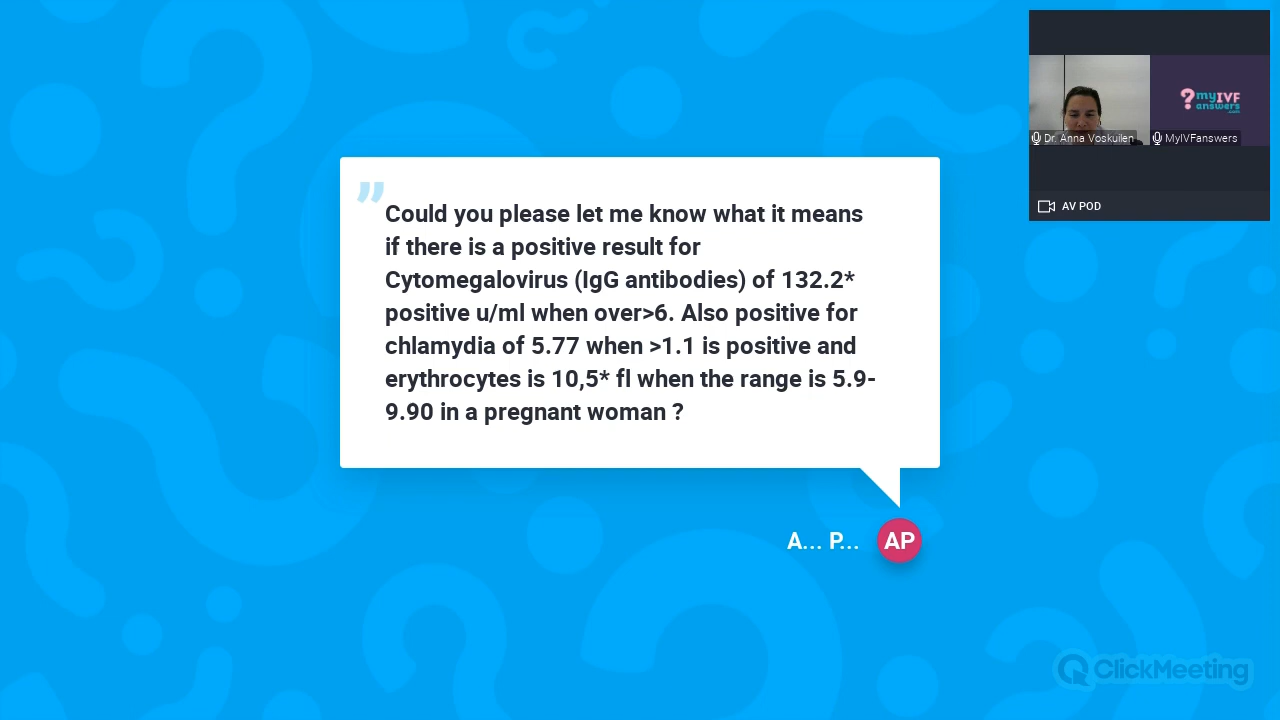 Could you please let me know what it means
if there is a positive result for
Cytomegalovirus (IgG antibodies) of 132.2*
positive u/ml when over>6. Also positive for
chlamydia of 5.77 when >1.1 is positive and
erythrocytes is 10,5* fl when the range is 5.9-
9.90 in a pregnant woman ?
A... P...
AP
?myIVF
answers
.com
Dr. Anna Voskuilen
MyIVFanswers
AV POD
ClickMeeting